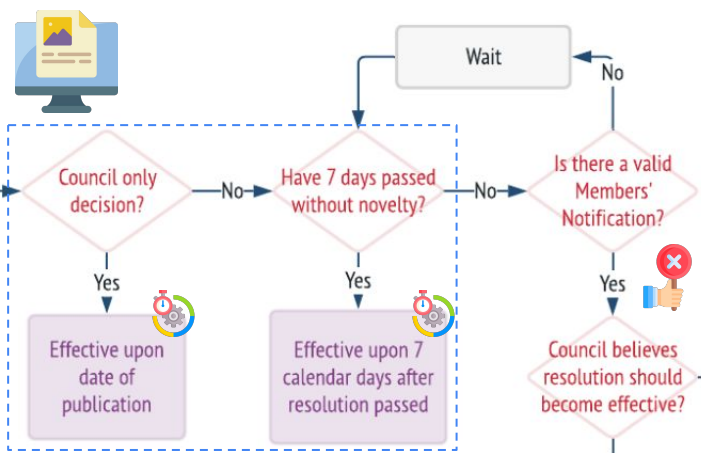 Wait
No
Council only
decision?
No
Have 7 days passed
without novelty?
No
Is there a valid
Members'
Notification?
Yes
Yes
Yes
Effective upon
date of
publication
Effective upon 7
calendar days after
resolution passed
Council believes
resolution should
become effective?